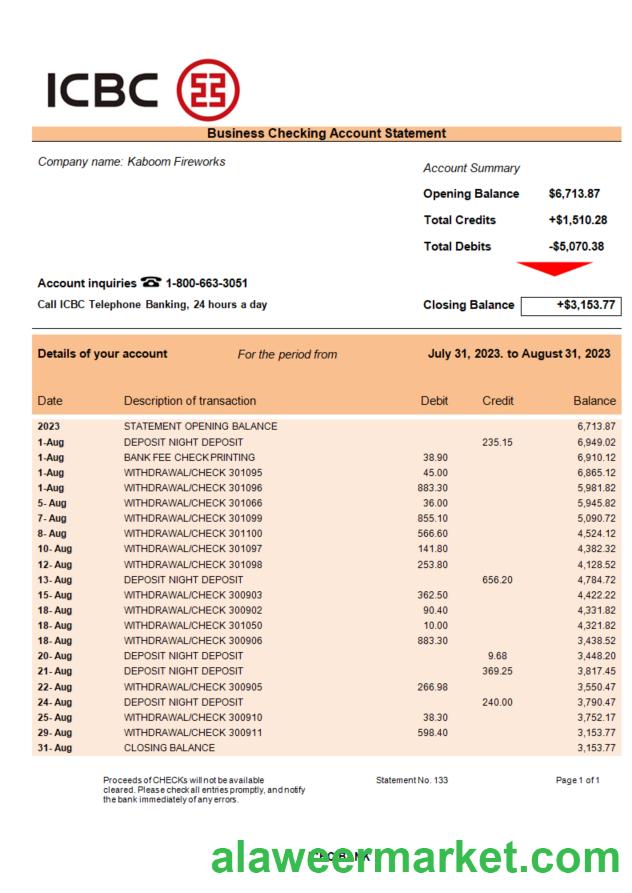 ICBC
Business Checking Account Statement
Company name: Kaboom Fireworks
Account Summary
Opening Balance $6,713.87
Total Credits +$1,510.28
Total Debits -$5,070.38
Account inquiries ☎ 1-800-663-3051
Call ICBC Telephone Banking, 24 hours a day
Closing Balance +$3,153.77
Details of your account For the period from July 31, 2023. to August 31, 2023
Date Description of transaction Debit Credit Balance
2023 STATEMENT OPENING BALANCE 6,713.87
1-Aug DEPOSIT NIGHT DEPOSIT 235.15 6,949.02
1-Aug BANK FEE CHECK PRINTING 38.90 6,910.12
1-Aug WITHDRAWAL/CHECK 301095 45.00 6,865.12
1-Aug WITHDRAWAL/CHECK 301096 883.30 5,981.82
5- Aug WITHDRAWAL/CHECK 301066 36.00 5,945.82
7- Aug WITHDRAWAL/CHECK 301099 855.10 5,090.72
8- Aug WITHDRAWAL/CHECK 301100 566.60 4,524.12
10- Aug WITHDRAWAL/CHECK 301097 141.80 4,382.32
12- Aug WITHDRAWAL/CHECK 301098 253.80 4,128.52
13- Aug DEPOSIT NIGHT DEPOSIT 656.20 4,784.72
15- Aug WITHDRAWAL/CHECK 300903 362.50 4,422.22
18- Aug WITHDRAWAL/CHECK 300902 90.40 4,331.82
18- Aug WITHDRAWAL/CHECK 301050 10.00 4,321.82
18- Aug WITHDRAWAL/CHECK 300906 883.30 3,438.52
20- Aug DEPOSIT NIGHT DEPOSIT 9.68 3,448.20
21- Aug DEPOSIT NIGHT DEPOSIT 369.25 3,817.45
22- Aug WITHDRAWAL/CHECK 300905 266.98 3,550.47
24- Aug DEPOSIT NIGHT DEPOSIT 240.00 3,790.47
25- Aug WITHDRAWAL/CHECK 300910 38.30 3,752.17
29- Aug WITHDRAWAL/CHECK 300911 598.40 3,153.77
31- Aug CLOSING BALANCE 3,153.77
Proceeds of CHECKs will not be available
cleared. Please check all entries promptly, and notify
the bank immediately of any errors.
Statement No. 133
Page 1 of 1
alaweermarket.com